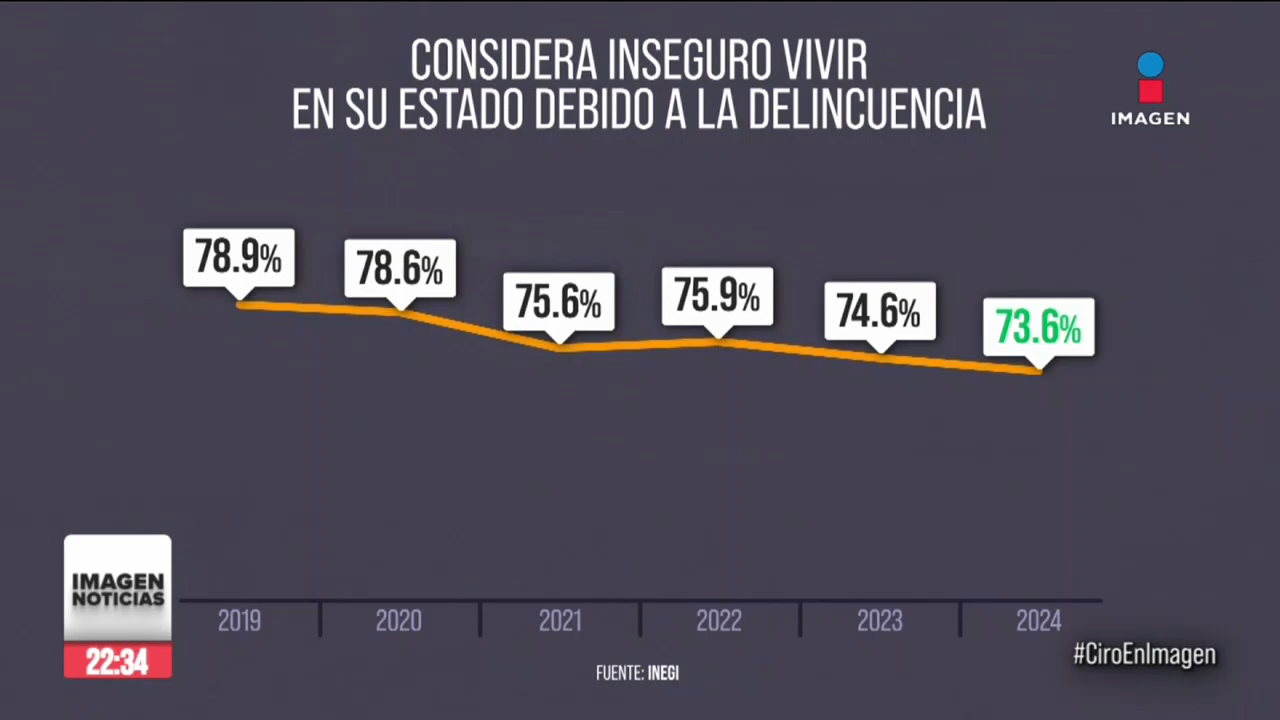 CONSIDERA INSEGURO VIVIR
EN SU ESTADO DEBIDO A LA DELINCUENCIA
IMAGEN
78.9%
78.6%
75.6%
75.9%
74.6%
73.6%
IMAGEN
NOTICIAS
22:34
2019
2020
2021
2022
2023
2024
#CiroEnImagen
FUENTE: INEGI